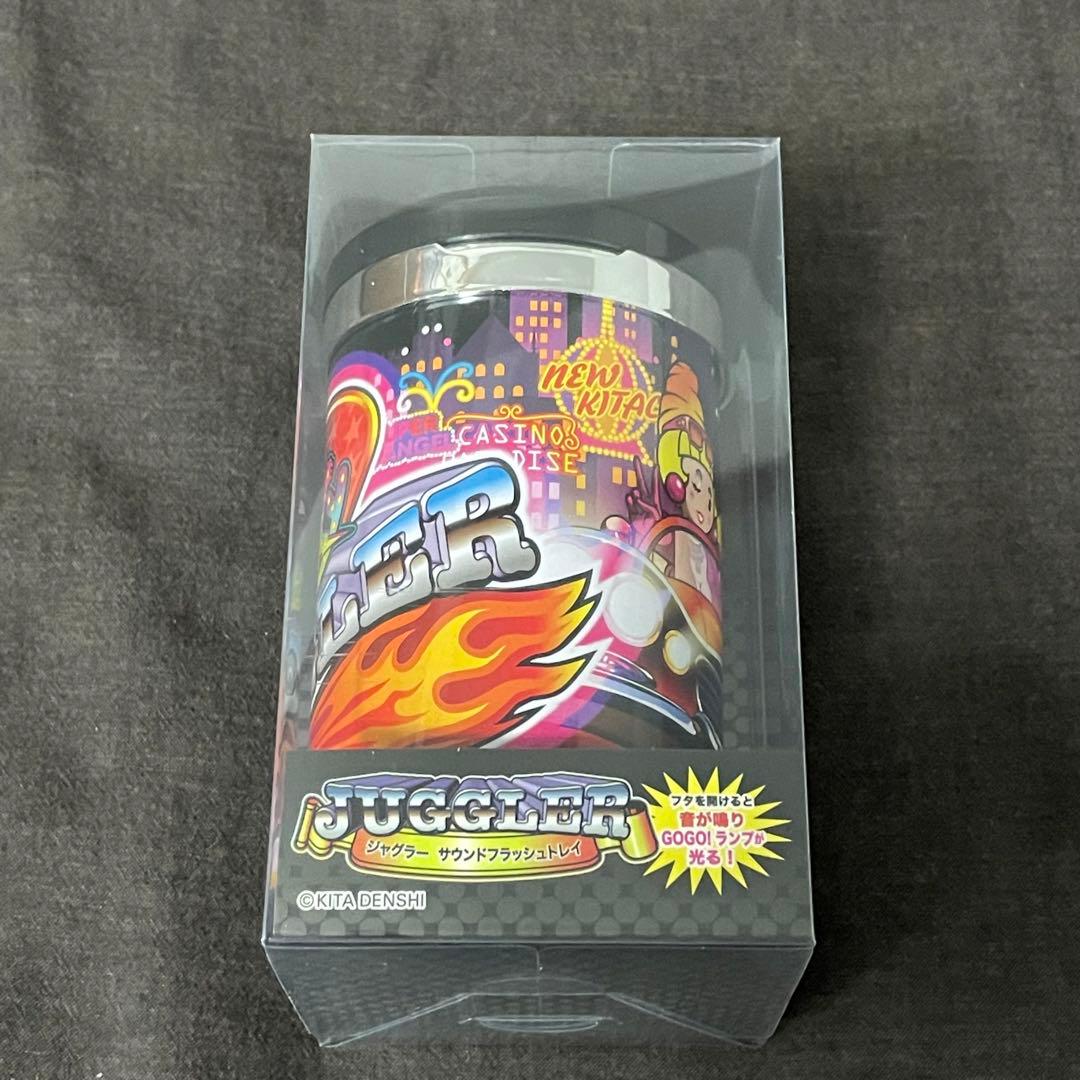 NEW
KITAC
CASINO
DISE
LER
JUGGLER
ジャグラー サウンドフラッシュトレイ
フタを開けると
音が鳴り
GOGO!ランプが
光る!
©KITA DENSHI